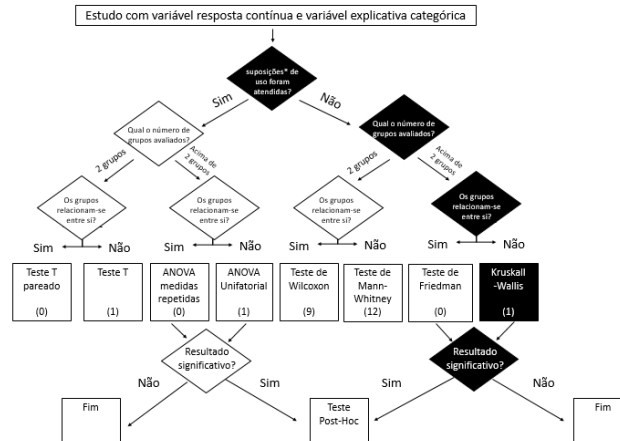 Estudo com variável resposta contínua e variável explicativa categórica
suposições* de
uso foram
atendidas?
Sim
Não
Qual o número de
grupos avaliados?
Qual o número de
grupos avaliados?
2 grupos
Acima de
2 grupos
2 grupos
Acima de
2 grupos
Os grupos
relacionam-se
entre si?
Os grupos
relacionam-se
entre si?
Os grupos
relacionam-se
entre si?
Os grupos
relacionam-se
entre si?
Sim
Não
Sim
Não
Sim
Não
Sim
Não
Teste T
pareado
(0)
Teste T
(1)
ANOVA
medidas
repetidas
(0)
ANOVA
Unifatorial
(1)
Teste de
Wilcoxon
(9)
Teste de
Mann-
Whitney
(12)
Teste de
Friedman
(0)
Kruskall
-Wallis
(1)
Resultado
significativo?
Resultado
significativo?
Não
Sim
Sim
Não
Fim
Teste
Post-Hoc
Fim